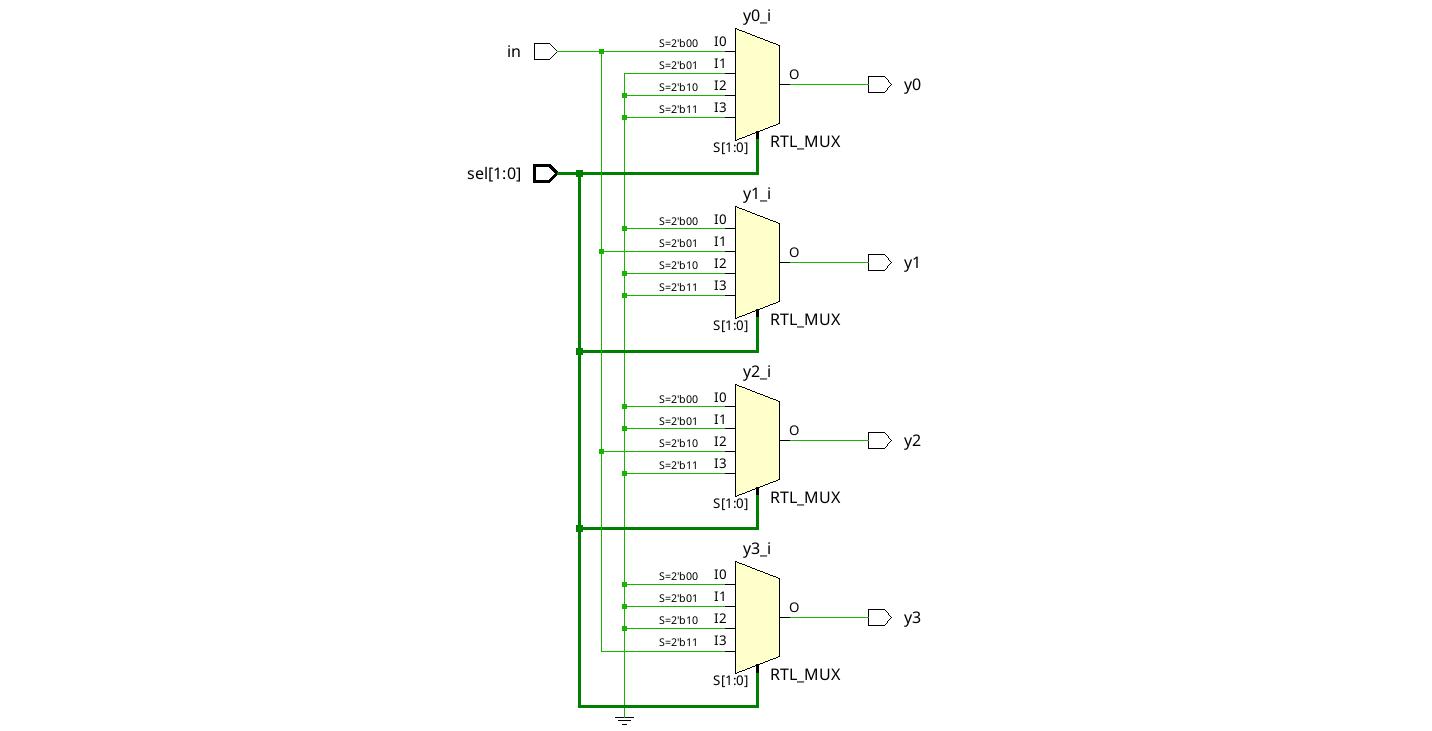 y0_i
in
S=2'b00 I0
S=2'b01 I1
S=2'b10 I2
S=2'b11 I3
O
y0
S[1:0]
RTL_MUX
sel[1:0]
y1_i
S=2'b00 I0
S=2'b01 I1
S=2'b10 I2
S=2'b11 I3
O
y1
S[1:0]
RTL_MUX
y2_i
S=2'b00 I0
S=2'b01 I1
S=2'b10 I2
S=2'b11 I3
O
y2
S[1:0]
RTL_MUX
y3_i
S=2'b00 I0
S=2'b01 I1
S=2'b10 I2
S=2'b11 I3
O
y3
S[1:0]
RTL_MUX